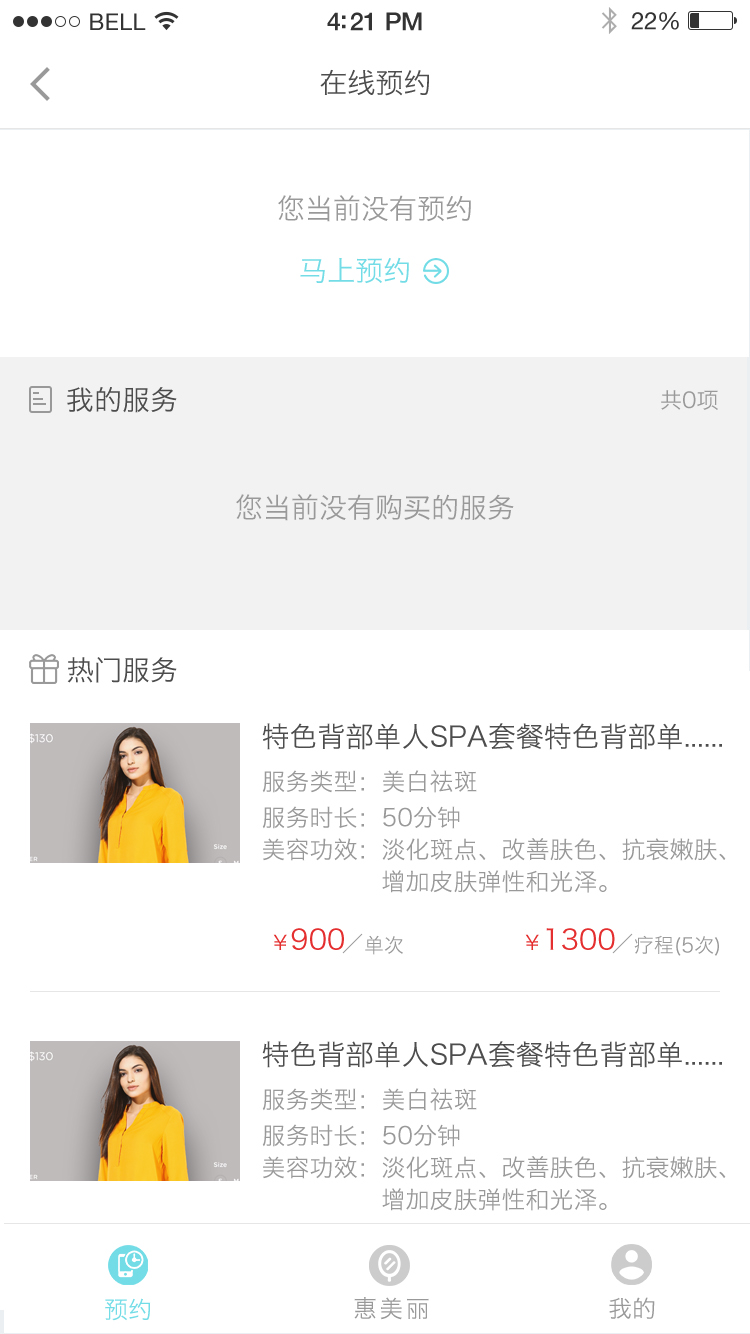 BELL
4:21 PM
22%
在线预约
您当前没有预约
马上预约
我的服务
共0项
您当前没有购买的服务
热门服务
$130
Size
ER
S M
特色背部单人SPA套餐特色背部单......
服务类型：美白祛斑
服务时长：50分钟
美容功效：淡化斑点、改善肤色、抗衰嫩肤、
增加皮肤弹性和光泽。
￥900/单次
￥1300/疗程(5次)
$130
Size
ER
S M
特色背部单人SPA套餐特色背部单......
服务类型：美白祛斑
服务时长：50分钟
美容功效：淡化斑点、改善肤色、抗衰嫩肤、
增加皮肤弹性和光泽。
预约
惠美丽
我的